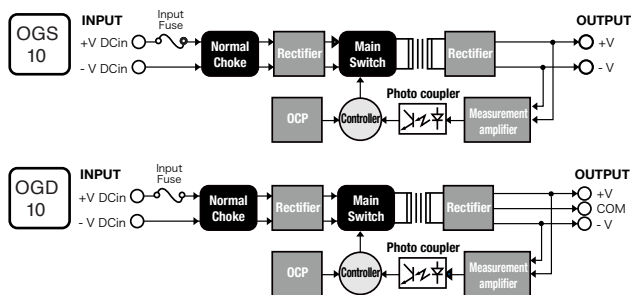 OGS
10
INPUT
Input
Fuse
+V DCin
- V DCin
Normal
Choke
Rectifier
Main
Switch
Rectifier
OUTPUT
+V
- V
OCP
Controller
Photo coupler
Measurement
amplifier
OGD
10
INPUT
Input
Fuse
+V DCin
- V DCin
Normal
Choke
Rectifier
Main
Switch
Rectifier
OUTPUT
+V
COM
- V
OCP
Controller
Photo coupler
Measurement
amplifier